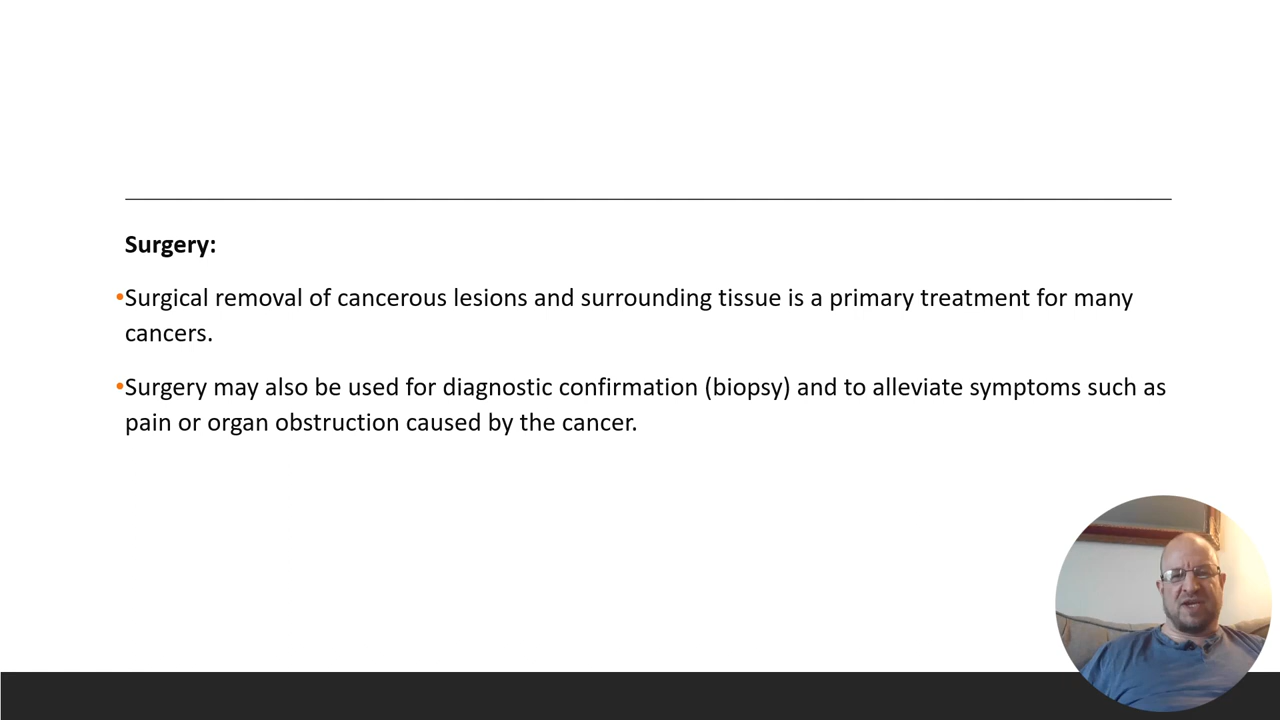 Surgery:
•Surgical removal of cancerous lesions and surrounding tissue is a primary treatment for many
cancers.
•Surgery may also be used for diagnostic confirmation (biopsy) and to alleviate symptoms such as
pain or organ obstruction caused by the cancer.